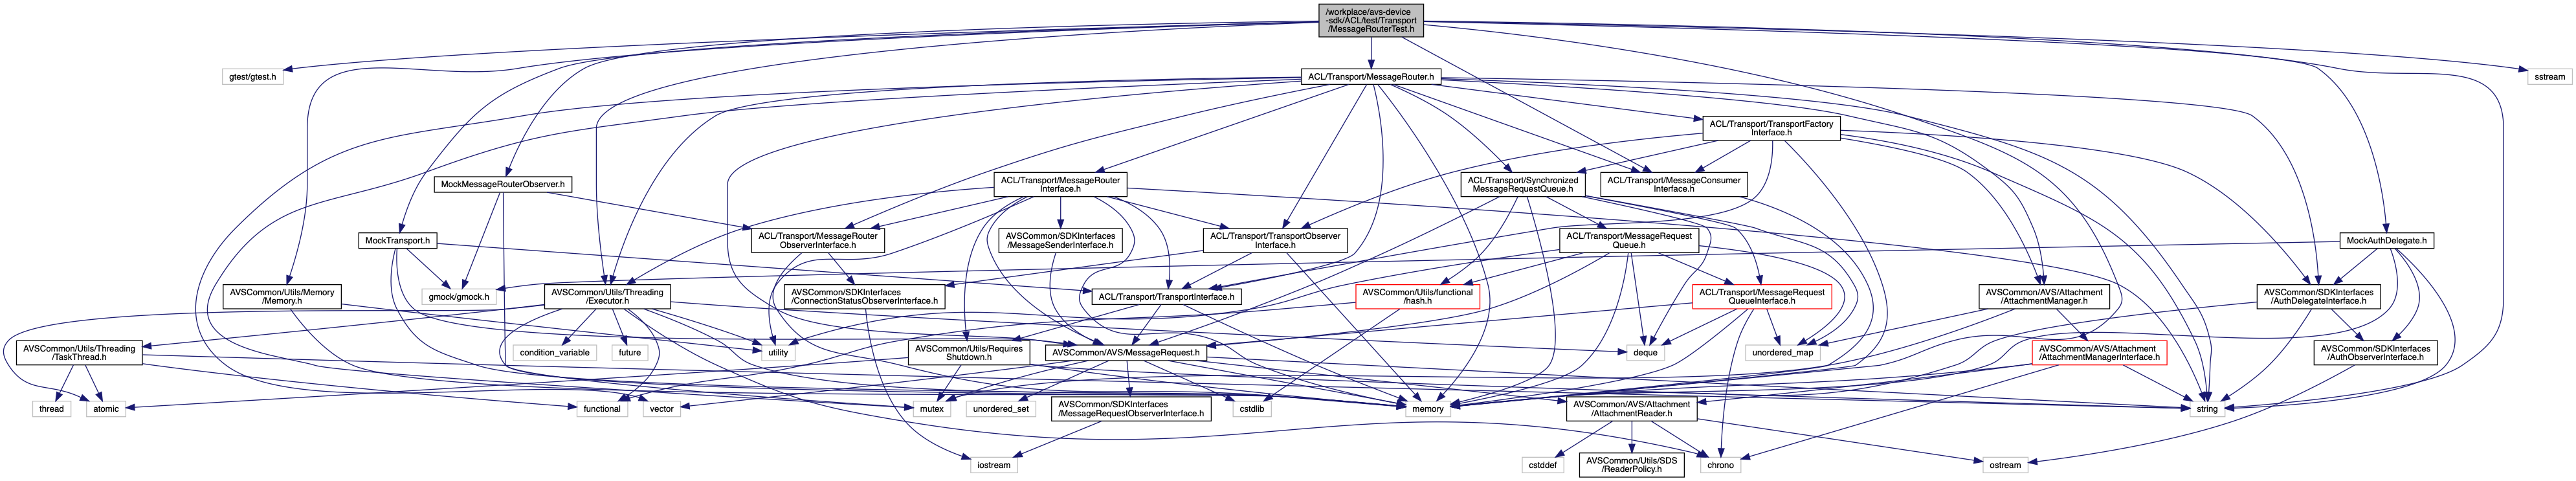 /workplace/avs-device
-sdk/ACL/test/Transport
/MessageRouterTest.h
gtest/gtest.h
ACL/Transport/MessageRouter.h
sstream
ACL/Transport/TransportFactory
Interface.h
MockMessageRouterObserver.h
ACL/Transport/MessageRouter
Interface.h
ACL/Transport/Synchronized
MessageRequestQueue.h
ACL/Transport/MessageConsumer
Interface.h
MockTransport.h
ACL/Transport/MessageRouter
ObserverInterface.h
AVSCommon/SDKInterfaces
/MessageSenderInterface.h
ACL/Transport/TransportObserver
Interface.h
ACL/Transport/MessageRequest
Queue.h
MockAuthDelegate.h
AVSCommon/Utils/Memory
/Memory.h
gmock/gmock.h
AVSCommon/Utils/Threading
/Executor.h
AVSCommon/SDKInterfaces
/ConnectionStatusObserverInterface.h
ACL/Transport/TransportInterface.h
AVSCommon/Utils/functional
/hash.h
ACL/Transport/MessageRequest
QueueInterface.h
AVSCommon/AVS/Attachment
/AttachmentManager.h
AVSCommon/SDKInterfaces
/AuthDelegateInterface.h
AVSCommon/Utils/Threading
/TaskThread.h
condition_variable
future
utility
AVSCommon/Utils/Requires
Shutdown.h
AVSCommon/AVS/MessageRequest.h
deque
unordered_map
AVSCommon/AVS/Attachment
/AttachmentManagerInterface.h
AVSCommon/SDKInterfaces
/AuthObserverInterface.h
thread
atomic
functional
vector
mutex
unordered_set
AVSCommon/SDKInterfaces
/MessageRequestObserverInterface.h
cstdlib
memory
AVSCommon/AVS/Attachment
/AttachmentReader.h
string
iostream
cstddef
AVSCommon/Utils/SDS
/ReaderPolicy.h
chrono
ostream